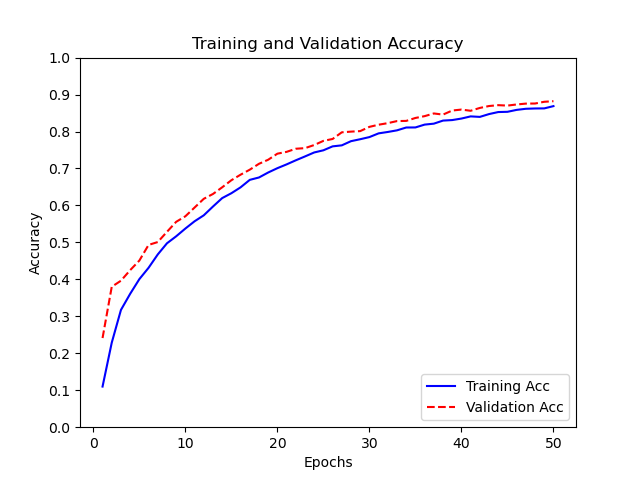 Training and Validation Accuracy
1.0
0.9
0.8
0.7
0.6
0.5
0.4
0.3
0.2
0.1
0.0
Accuracy
0 10 20 30 40 50
Epochs
Training Acc
Validation Acc